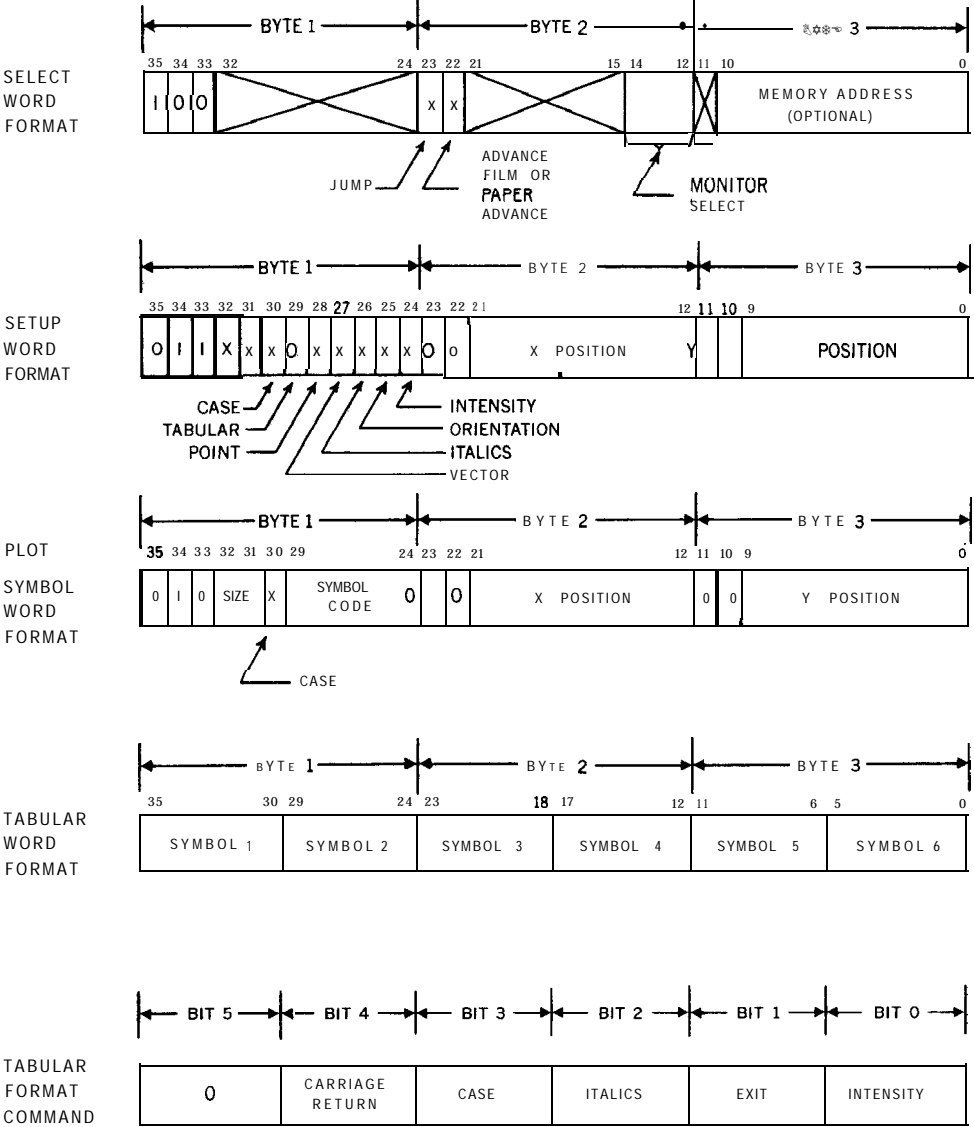 BYTE 1 BYTE 2 3
35 34 33 32 24 23 22 21 15 14 12 11 10 0
SELECT
WORD
FORMAT
1 0 0 X X MEMORY ADDRESS
(OPTIONAL)
JUMP
ADVANCE
FILM OR
PAPER
ADVANCE
MONITOR
SELECT
BYTE 1 BYTE 2 BYTE 3
35 34 33 32 31 30 29 28 27 26 25 24 23 22 21 12 11 10 9 0
SETUP
WORD
FORMAT
0 1 1 X X X 0 X X X X X 0 0 X POSITION Y POSITION
CASE
TABULAR
POINT
INTENSITY
ORIENTATION
ITALICS
VECTOR
BYTE 1 BYTE 2 BYTE 3
35 34 33 32 31 30 29 24 23 22 21 12 11 10 9 0
PLOT
SYMBOL
WORD
FORMAT
0 1 0 SIZE X SYMBOL CODE 0 0 X POSITION 0 0 Y POSITION
CASE
BYTE 1 BYTE 2 BYTE 3
35 30 29 24 23 18 17 12 11 6 5 0
TABULAR
WORD
FORMAT
SYMBOL 1 SYMBOL 2 SYMBOL 3 SYMBOL 4 SYMBOL 5 SYMBOL 6
BIT 5 BIT 4 BIT 3 BIT 2 BIT 1 BIT 0
TABULAR
FORMAT
COMMAND
0 CARRIAGE RETURN CASE ITALICS EXIT INTENSITY